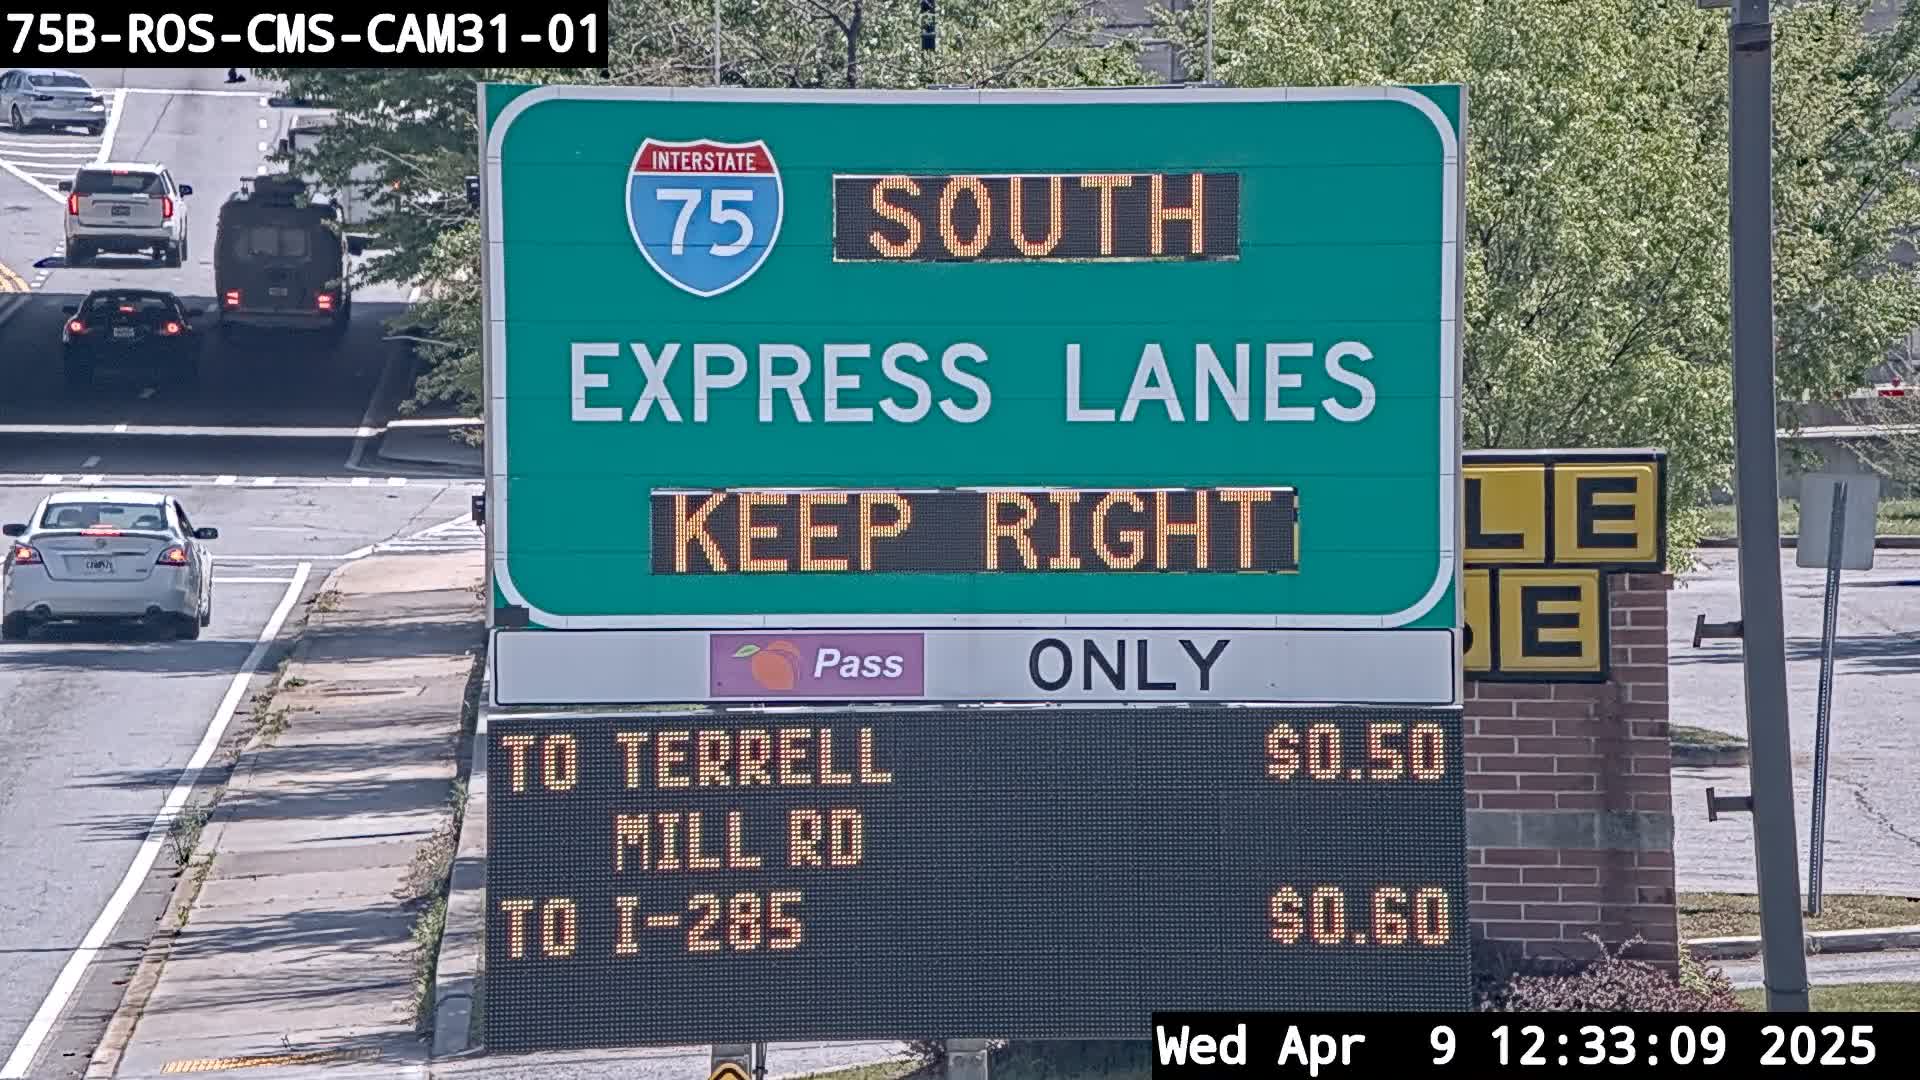 75B-ROS-CMS-CAM31-01
INTERSTATE
75
SOUTH
EXPRESS LANES
KEEP RIGHT
Pass ONLY
TO TERRELL $0.50
MILL RD
TO I-285 $0.60
LE
E
Wed Apr 9 12:33:09 2025